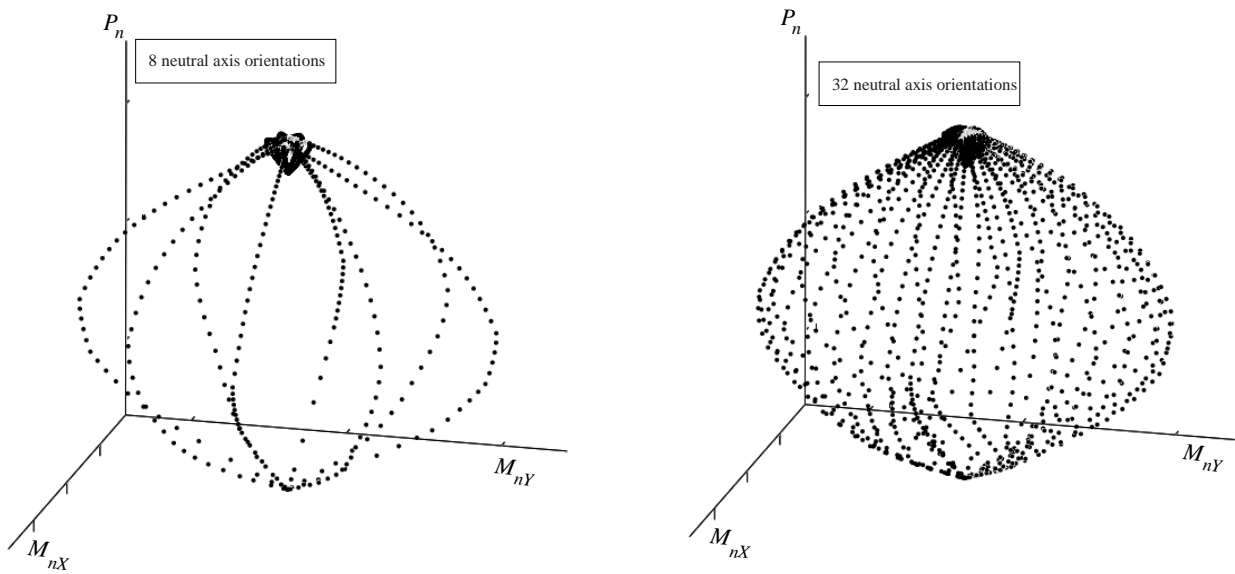 P_n
8 neutral axis orientations
M_nY
M_nX
P_n
32 neutral axis orientations
M_nY
M_nX